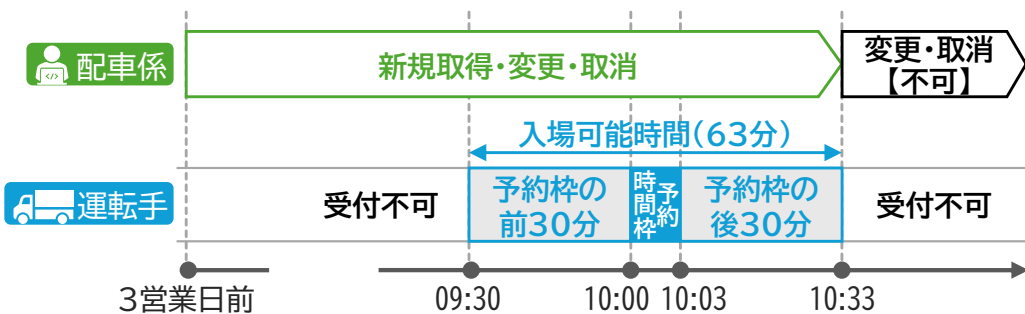 配車係
新規取得・変更・取消
変更・取消
【不可】
入場可能時間(63分)
運転手
受付不可
予約枠の
前30分
予約
時間枠
予約枠の
後30分
受付不可
3営業日前
09:30
10:00
10:03
10:33